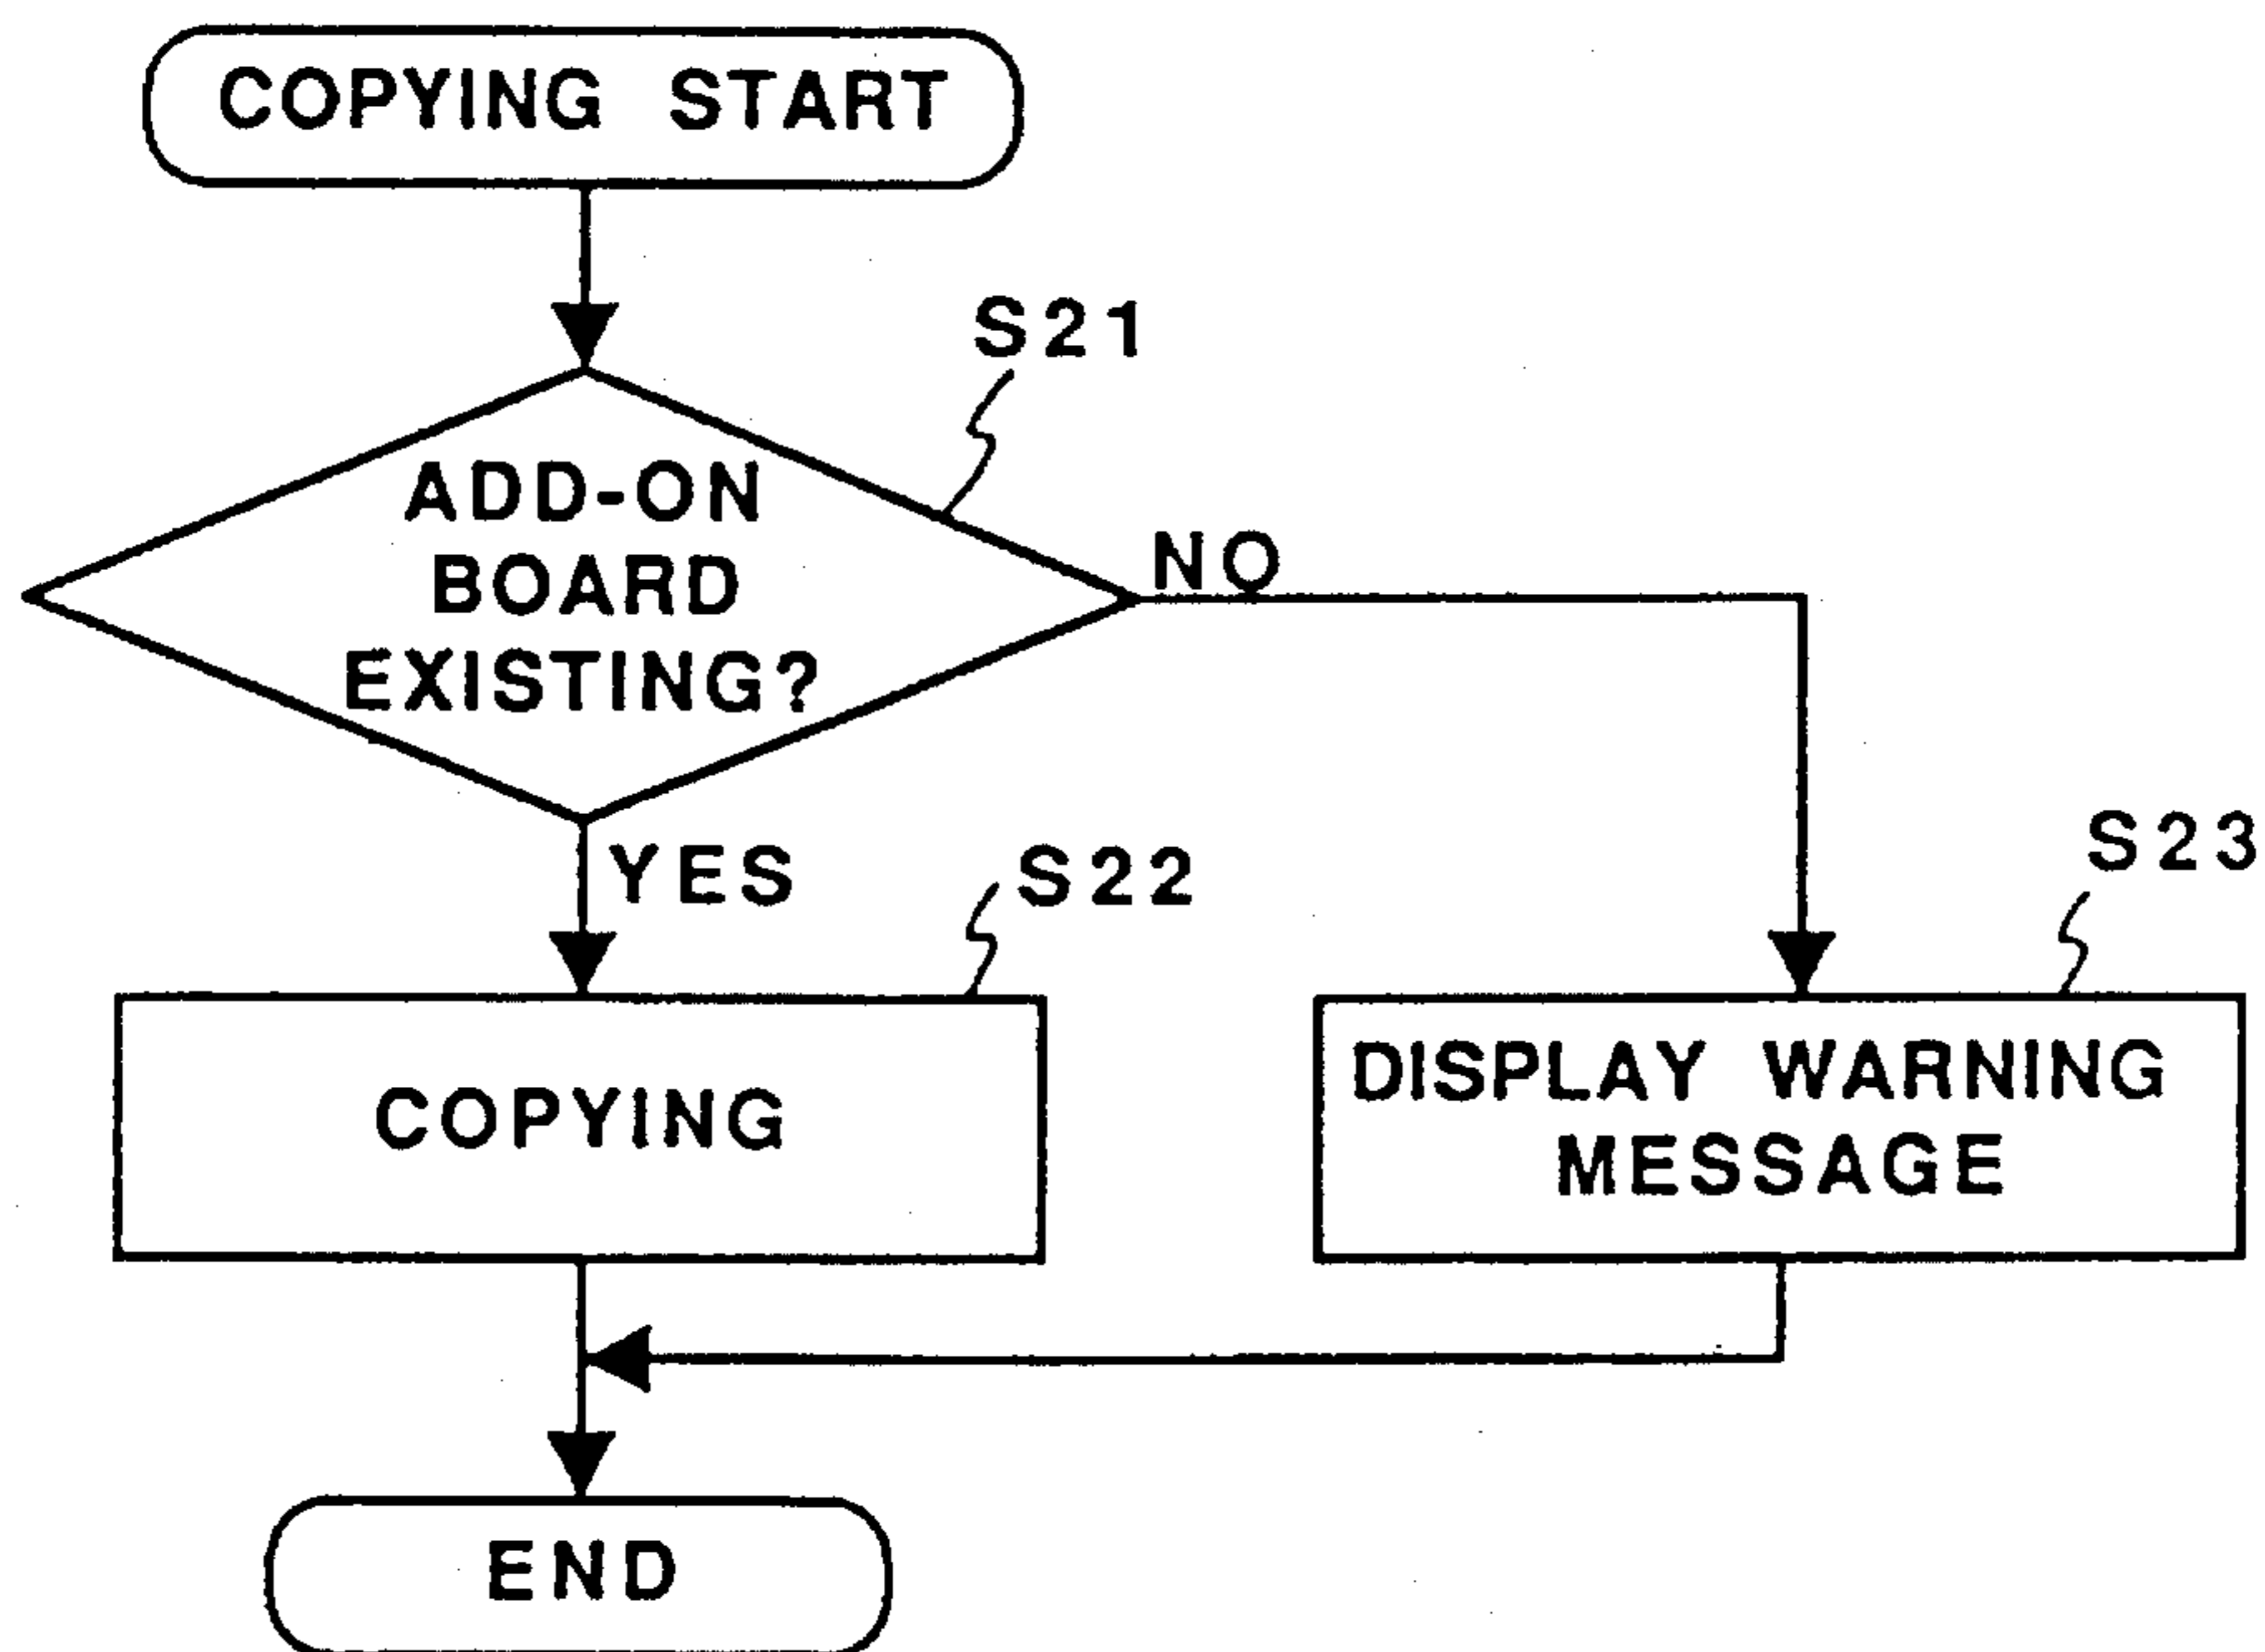 COPYING START
S21
ADD-ON
BOARD
EXISTING?
NO
YES
S22
S23
COPYING
DISPLAY WARNING
MESSAGE
END